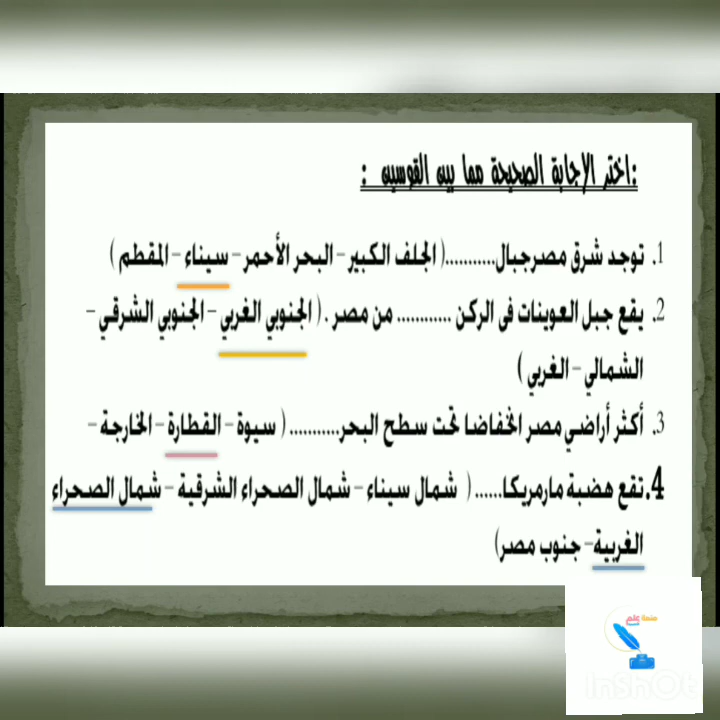 :اختر الإجابة الصحيحة مما بين القوسين :
1. توجد شرق مصرجبال..........( الجلف الكبير- البحر الأحمر- سيناء- المقطم )
2. يقع جبل العوينات فى الركن ............ من مصر . ( الجنوبي الغربي - الجنوبي الشرقي -
الشمالي- الغربي )
3. أكثر أراضي مصر انخفاضا تحت سطح البحر...........( سيوة- القطارة- الخارجة-
4.تقع هضبة مارمريكا......( شمال سيناء- شمال الصحراء الشرقية - شمال الصحراء
الغربية- جنوب مصر)
منصة علم
InShOt